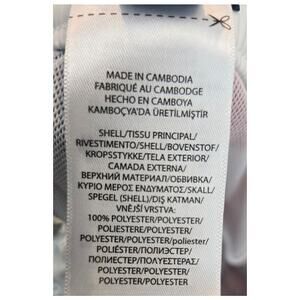 MADE IN CAMBODIA
FABRIQUÉ AU CAMBODGE
HECHO EN CAMBOYA
KAMBOÇYA'DA ÜRETİLMİŞTİR
SHELL/TISSU PRINCIPAL/
RIVESTIMENTO/SHELL/BOVENSTOF/
KROPSSTYKKE/TELA EXTERIOR/
CAMADA EXTERNA/
ВЕРХНИЙ МАТЕРИАЛ/ОБВИВКА/
ΚΥΡΙΟ ΜΕΡΟΣ ΕΝΔΥΜΑΤΟΣ/SKALL/
SPEGEL (SHELL)/DIŞ KATMAN/
VNĚJŠÍ VRSTVA:
100% POLYESTER/POLYESTER/
POLIESTERE/POLYESTER/
POLYESTER/POLYESTER/poliester/
POLIÉSTER/ПОЛИЭСТЕР/
ПОЛИЕСТЕР/ΠΟΛΥΕΣΤΕΡΑΣ/
POLYESTER/POLYESTER/
POLYESTER/POLYESTER